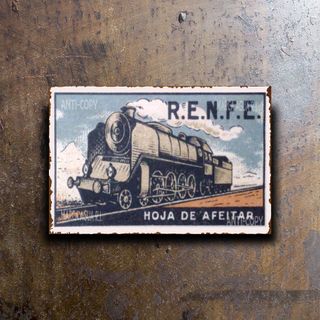 ANTI-COPY
R.E.N.F.E.
HOJA DE AFEITAR
ANTI-COPY